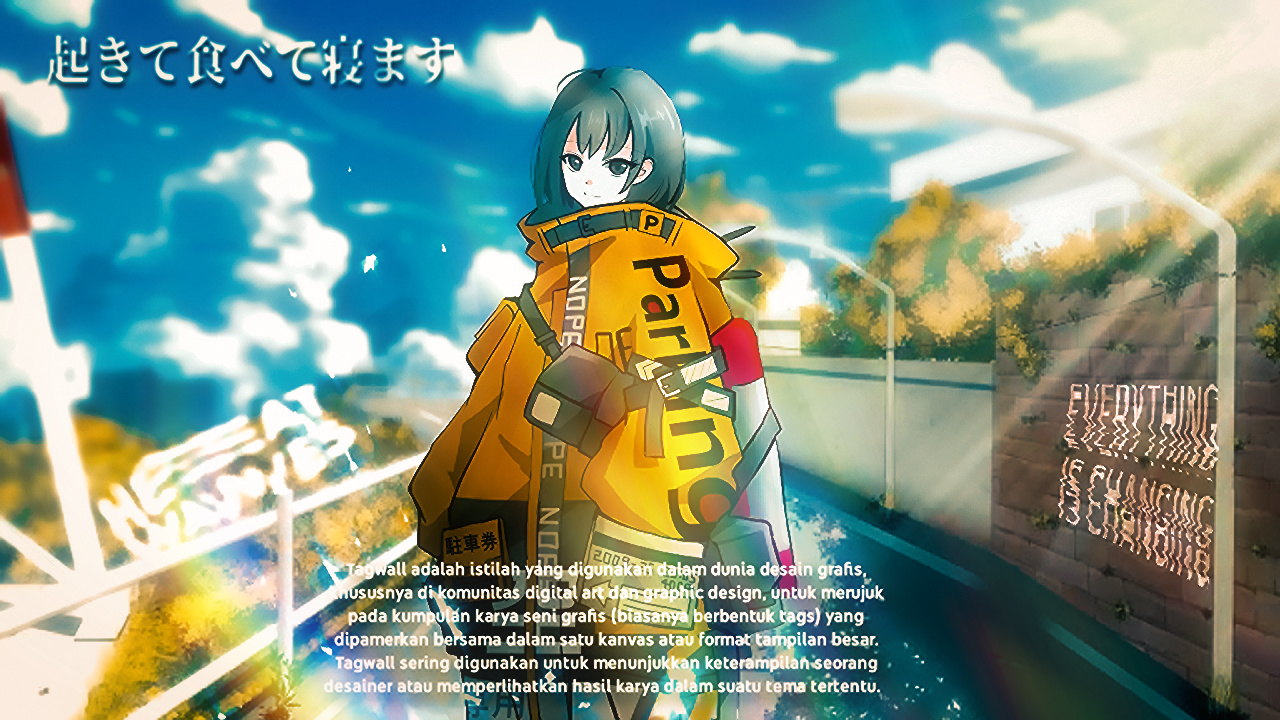 起きて食べて寝ます
E P
Parking
NOPE
PE NOPE
EVERYTHING
IS CHANGING
駐車券
Tagwall adalah istilah yang digunakan dalam dunia desain grafis,
khususnya di komunitas digital art dan graphic design, untuk merujuk
pada kumpulan karya seni grafis (biasanya berbentuk tags) yang
dipamerkan bersama dalam satu kanvas atau format tampilan besar.
Tagwall sering digunakan untuk menunjukkan keterampilan seorang
desainer atau memperlihatkan hasil karya dalam suatu tema tertentu.